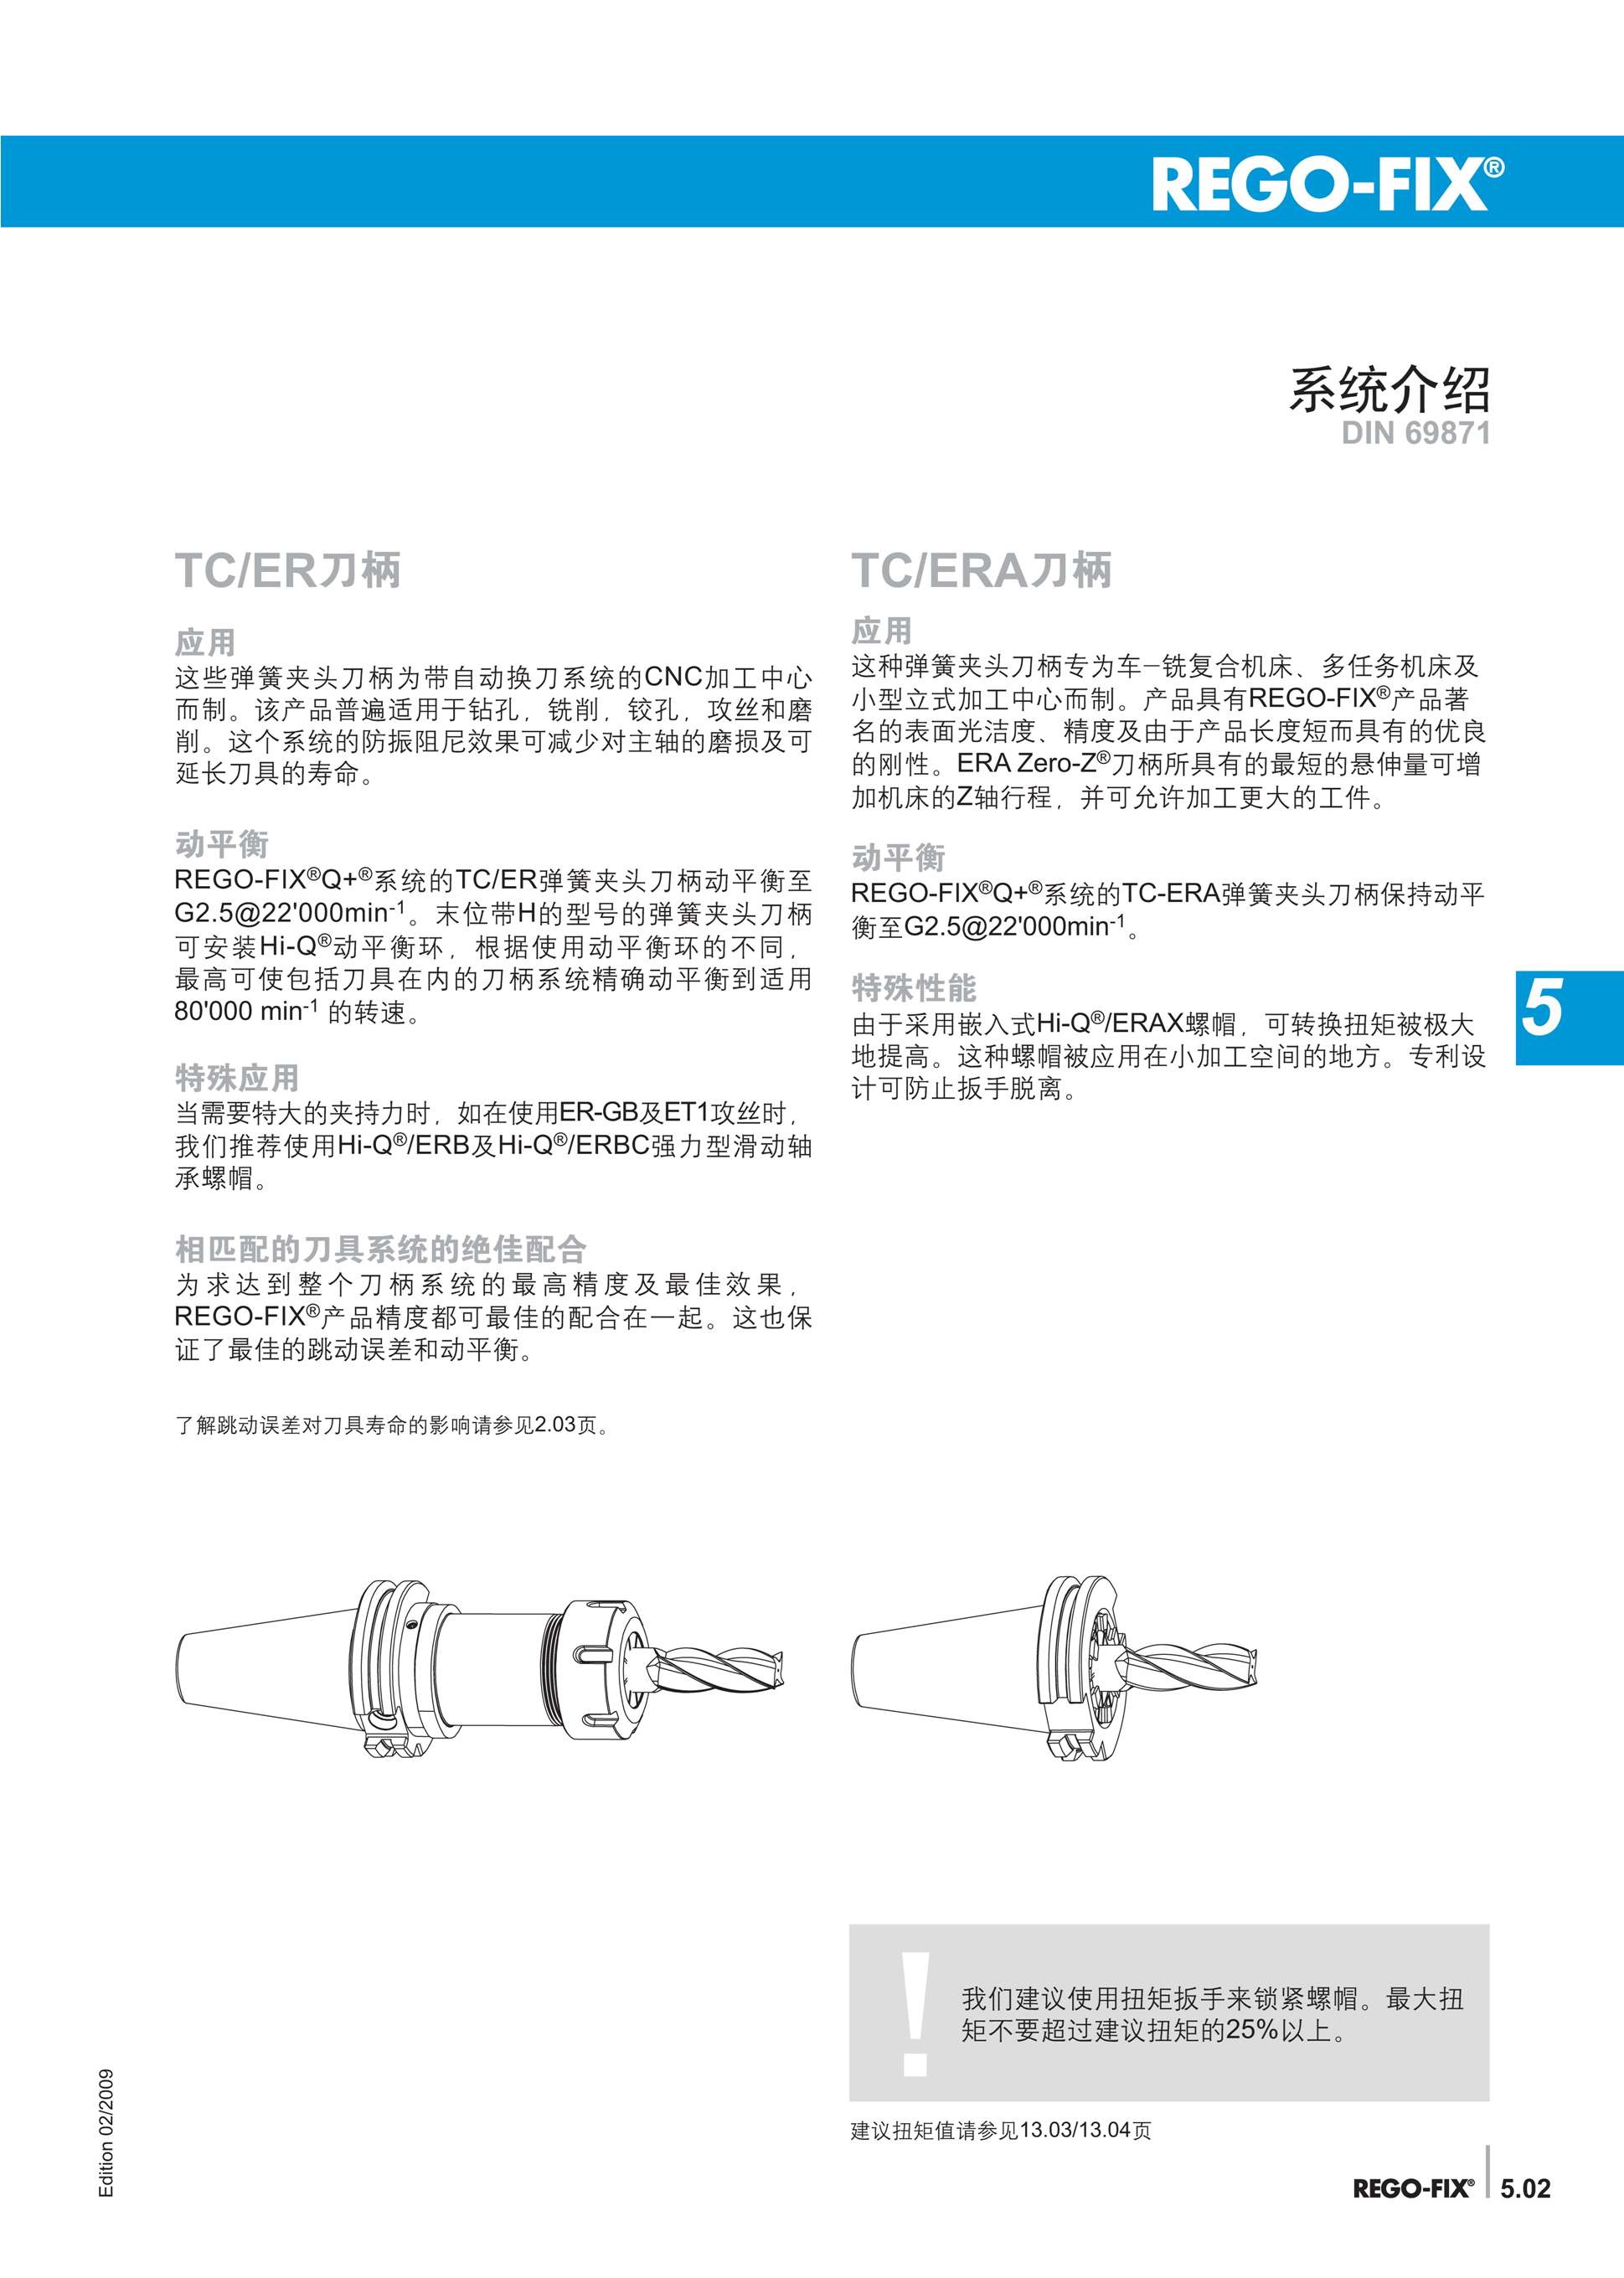 REGO-FIX®
系统介绍
DIN 69871
TC/ER刀柄
应用
这些弹簧夹头刀柄为带自动换刀系统的CNC加工中心
而制。该产品普遍适用于钻孔，铣削，铰孔，攻丝和磨
削。这个系统的防振阻尼效果可减少对主轴的磨损及可
延长刀具的寿命。
动平衡
REGO-FIX®Q+®系统的TC/ER弹簧夹头刀柄动平衡至
G2.5@22'000min-1。末位带H的型号的弹簧夹头刀柄
可安装Hi-Q®动平衡环，根据使用动平衡环的不同，
最高可使包括刀具在内的刀柄系统精确动平衡到适用
80'000 min-1 的转速。
特殊应用
当需要特大的夹持力时，如在使用ER-GB及ET1攻丝时，
我们推荐使用Hi-Q®/ERB及Hi-Q®/ERBC强力型滑动轴
承螺帽。
相匹配的刀具系统的绝佳配合
为求达到整个刀柄系统的最高精度及最佳效果，
REGO-FIX®产品精度都可最佳的配合在一起。这也保
证了最佳的跳动误差和动平衡。
了解跳动误差对刀具寿命的影响请参见2.03页。
TC/ERA刀柄
应用
这种弹簧夹头刀柄专为车—铣复合机床、多任务机床及
小型立式加工中心而制。产品具有REGO-FIX®产品著
名的表面光洁度、精度及由于产品长度短而具有的优良
的刚性。ERA Zero-Z®刀柄所具有的最短的悬伸量可增
加机床的Z轴行程，并可允许加工更大的工件。
动平衡
REGO-FIX®Q+®系统的TC-ERA弹簧夹头刀柄保持动平
衡至G2.5@22'000min-1。
特殊性能
由于采用嵌入式Hi-Q®/ERAX螺帽，可转换扭矩被极大
地提高。这种螺帽被应用在小加工空间的地方。专利设
计可防止扳手脱离。
5
!
我们建议使用扭矩扳手来锁紧螺帽。最大扭
矩不要超过建议扭矩的25%以上。
建议扭矩值请参见13.03/13.04页
Edition 02/2009
REGO-FIX® 5.02